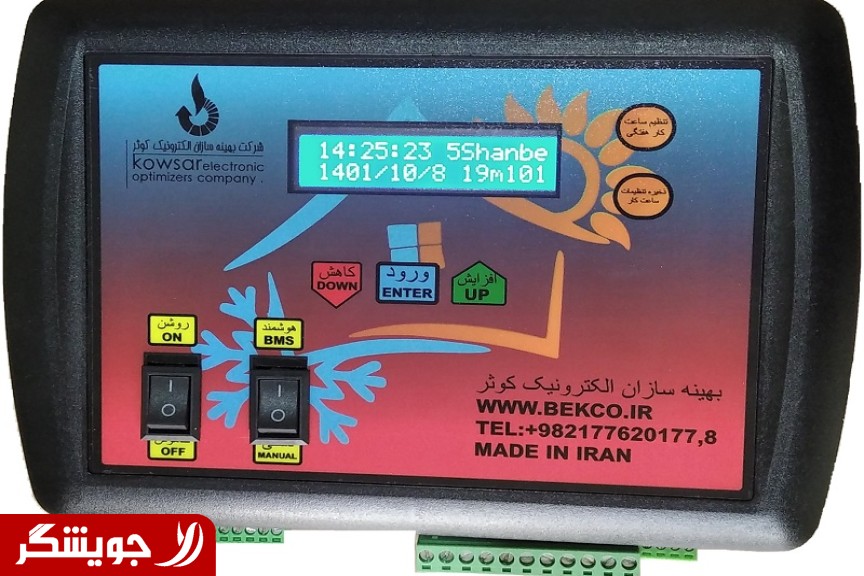 شرکت بهینه سازان الکترونیک کوثر
kowsar electronic
optimizers company .
14:25:23 5Shanbe
1401/10/8 19m101
تنظیم ساعت
کار هفتگی
ذخیره تنظیمات
ساعت کار
کاهش
DOWN
ورود
ENTER
افزایش
UP
روشن
ON
هوشمند
BMS
OFF
MANUAL
بهینه سازان الکترونیک کوثر
WWW.BEKCO.IR
TEL:+982177620177,8
MADE IN IRAN
جویشگر